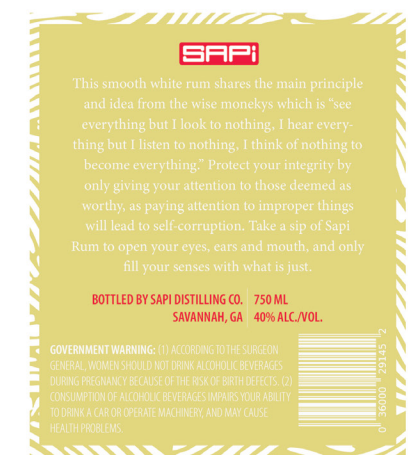 SAPi
This smooth white rum shares the main principle
and idea from the wise monekys which is “see
everything but I look to nothing, I hear every-
thing but I listen to nothing, I think of nothing to
become everything.” Protect your integrity by
only giving your attention to those deemed as
worthy, as paying attention to improper things
will lead to self-corruption. Take a sip of Sapi
Rum to open your eyes, ears and mouth, and only
fill your senses with what is just.
BOTTLED BY SAPI DISTILLING CO. 750 ML
SAVANNAH, GA 40% ALC./VOL.
GOVERNMENT WARNING: (1) ACCORDING TO THE SURGEON
GENERAL, WOMEN SHOULD NOT DRINK ALCOHOLIC BEVERAGES
DURING PREGNANCY BECAUSE OF THE RISK OF BIRTH DEFECTS. (2)
CONSUMPTION OF ALCOHOLIC BEVERAGES IMPAIRS YOUR ABILITY
TO DRINK A CAR OR OPERATE MACHINERY, AND MAY CAUSE
HEALTH PROBLEMS.
0 36000 29145 2